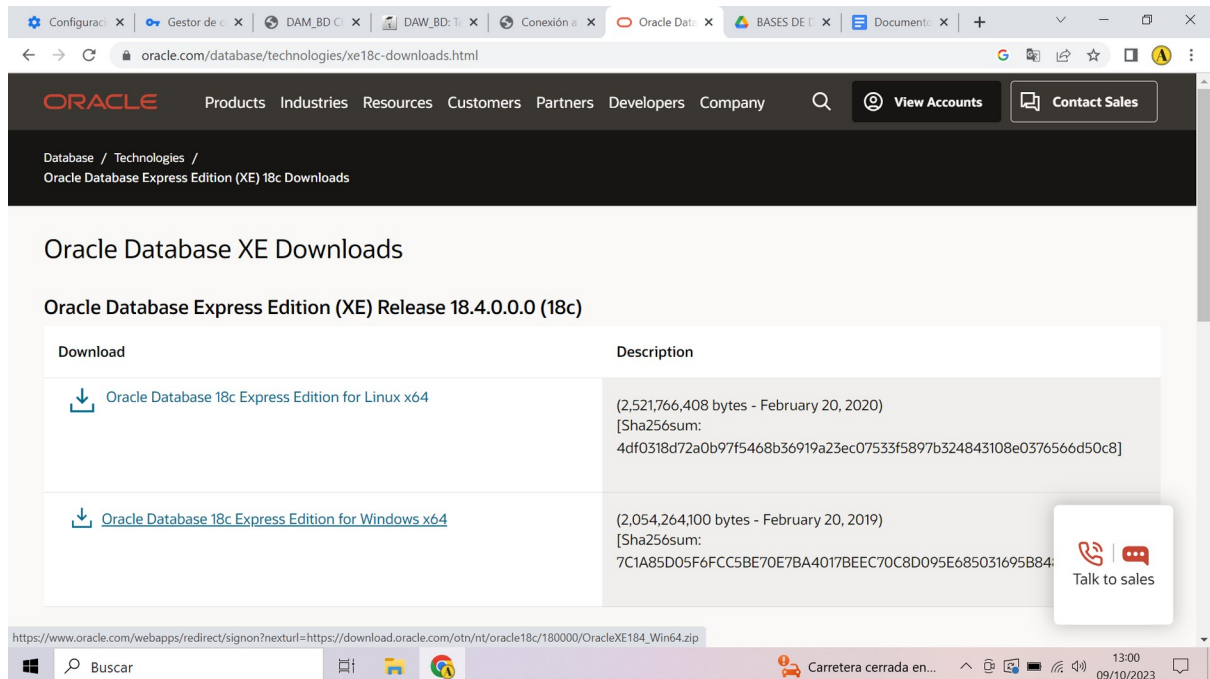 Configuraci
Gestor de c
DAM_BD C
DAW_BD: T
Conexión a
Oracle Data
BASES DE D
Documento
oracle.com/database/technologies/xe18c-downloads.html
ORACLE
Products Industries Resources Customers Partners Developers Company
View Accounts
Contact Sales
Database / Technologies /
Oracle Database Express Edition (XE) 18c Downloads
Oracle Database XE Downloads
Oracle Database Express Edition (XE) Release 18.4.0.0.0 (18c)
Download
Description
Oracle Database 18c Express Edition for Linux x64
(2,521,766,408 bytes - February 20, 2020)
[Sha256sum:
4df0318d72a0b97f5468b36919a23ec07533f5897b324843108e0376566d50c8]
Oracle Database 18c Express Edition for Windows x64
(2,054,264,100 bytes - February 20, 2019)
[Sha256sum:
7C1A85D05F6FCC5BE70E7BA4017BEEC70C8D095E685031695B84
Talk to sales
https://www.oracle.com/webapps/redirect/signon?nexturl=https://download.oracle.com/otn/nt/oracle18c/180000/OracleXE184_Win64.zip
Buscar
Carretera cerrada en...
13:00
09/10/2023